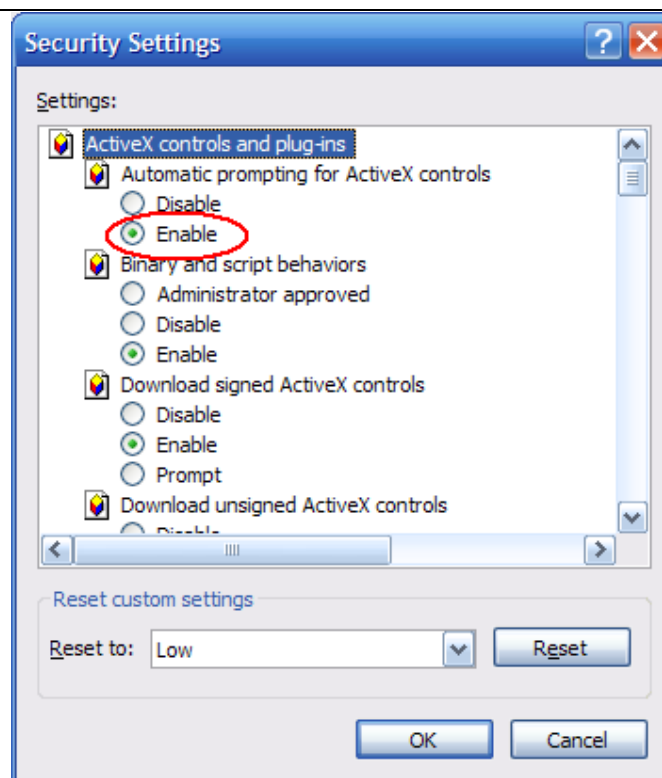 Security Settings
Settings:
ActiveX controls and plug-ins
Automatic prompting for ActiveX controls
Disable
Enable
Binary and script behaviors
Administrator approved
Disable
Enable
Download signed ActiveX controls
Disable
Enable
Prompt
Download unsigned ActiveX controls
Disable
Reset custom settings
Reset to: Low Reset
OK Cancel